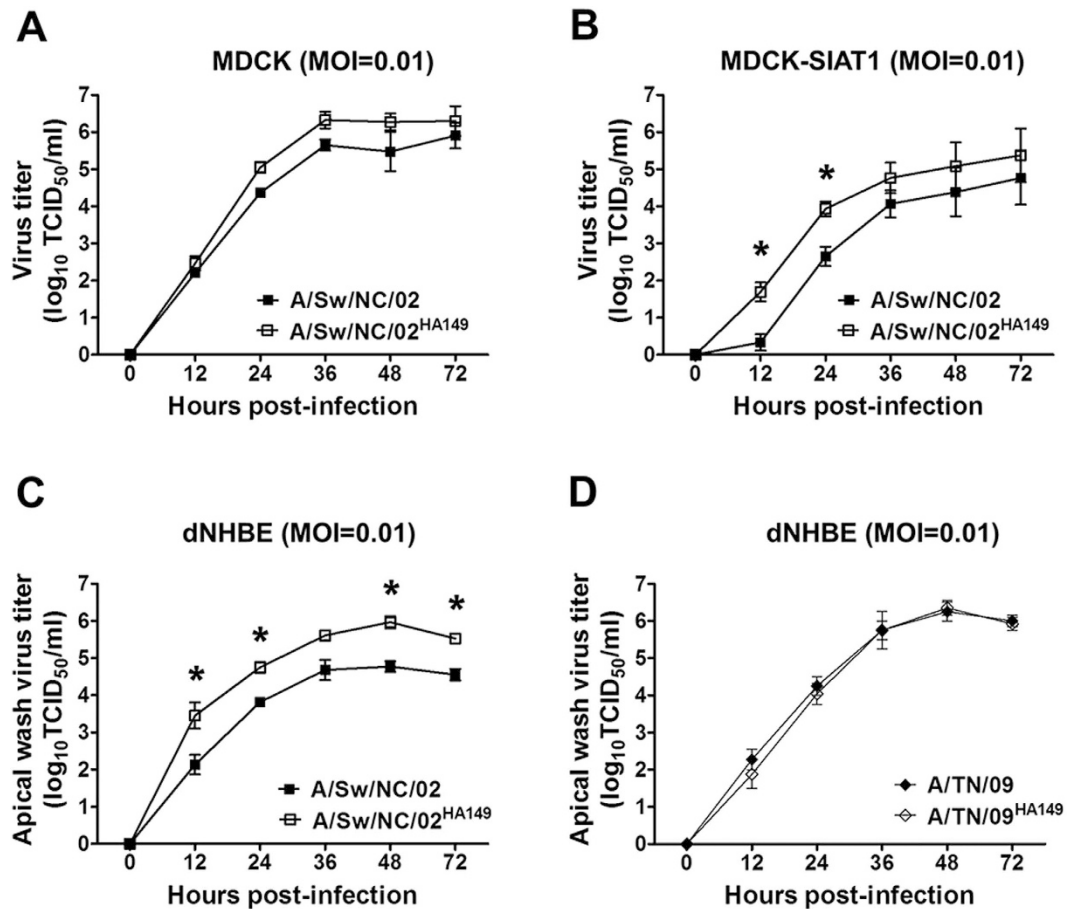 A
MDCK (MOI=0.01)
Virus titer
(log₁₀ TCID₅₀/ml)
7
6
5
4
3
2
1
0
A/Sw/NC/02
A/Sw/NC/02ᴴᴬ¹⁴⁹
0 12 24 36 48 72
Hours post-infection
B
MDCK-SIAT1 (MOI=0.01)
Virus titer
(log₁₀ TCID₅₀/ml)
7
6
5
4
3
2
1
0
*
*
A/Sw/NC/02
A/Sw/NC/02ᴴᴬ¹⁴⁹
0 12 24 36 48 72
Hours post-infection
C
dNHBE (MOI=0.01)
Apical wash virus titer
(log₁₀TCID₅₀/ml)
7
6
5
4
3
2
1
0
* * * *
A/Sw/NC/02
A/Sw/NC/02ᴴᴬ¹⁴⁹
0 12 24 36 48 72
Hours post-infection
D
dNHBE (MOI=0.01)
Apical wash virus titer
(log₁₀TCID₅₀/ml)
7
6
5
4
3
2
1
0
A/TN/09
A/TN/09ᴴᴬ¹⁴⁹
0 12 24 36 48 72
Hours post-infection